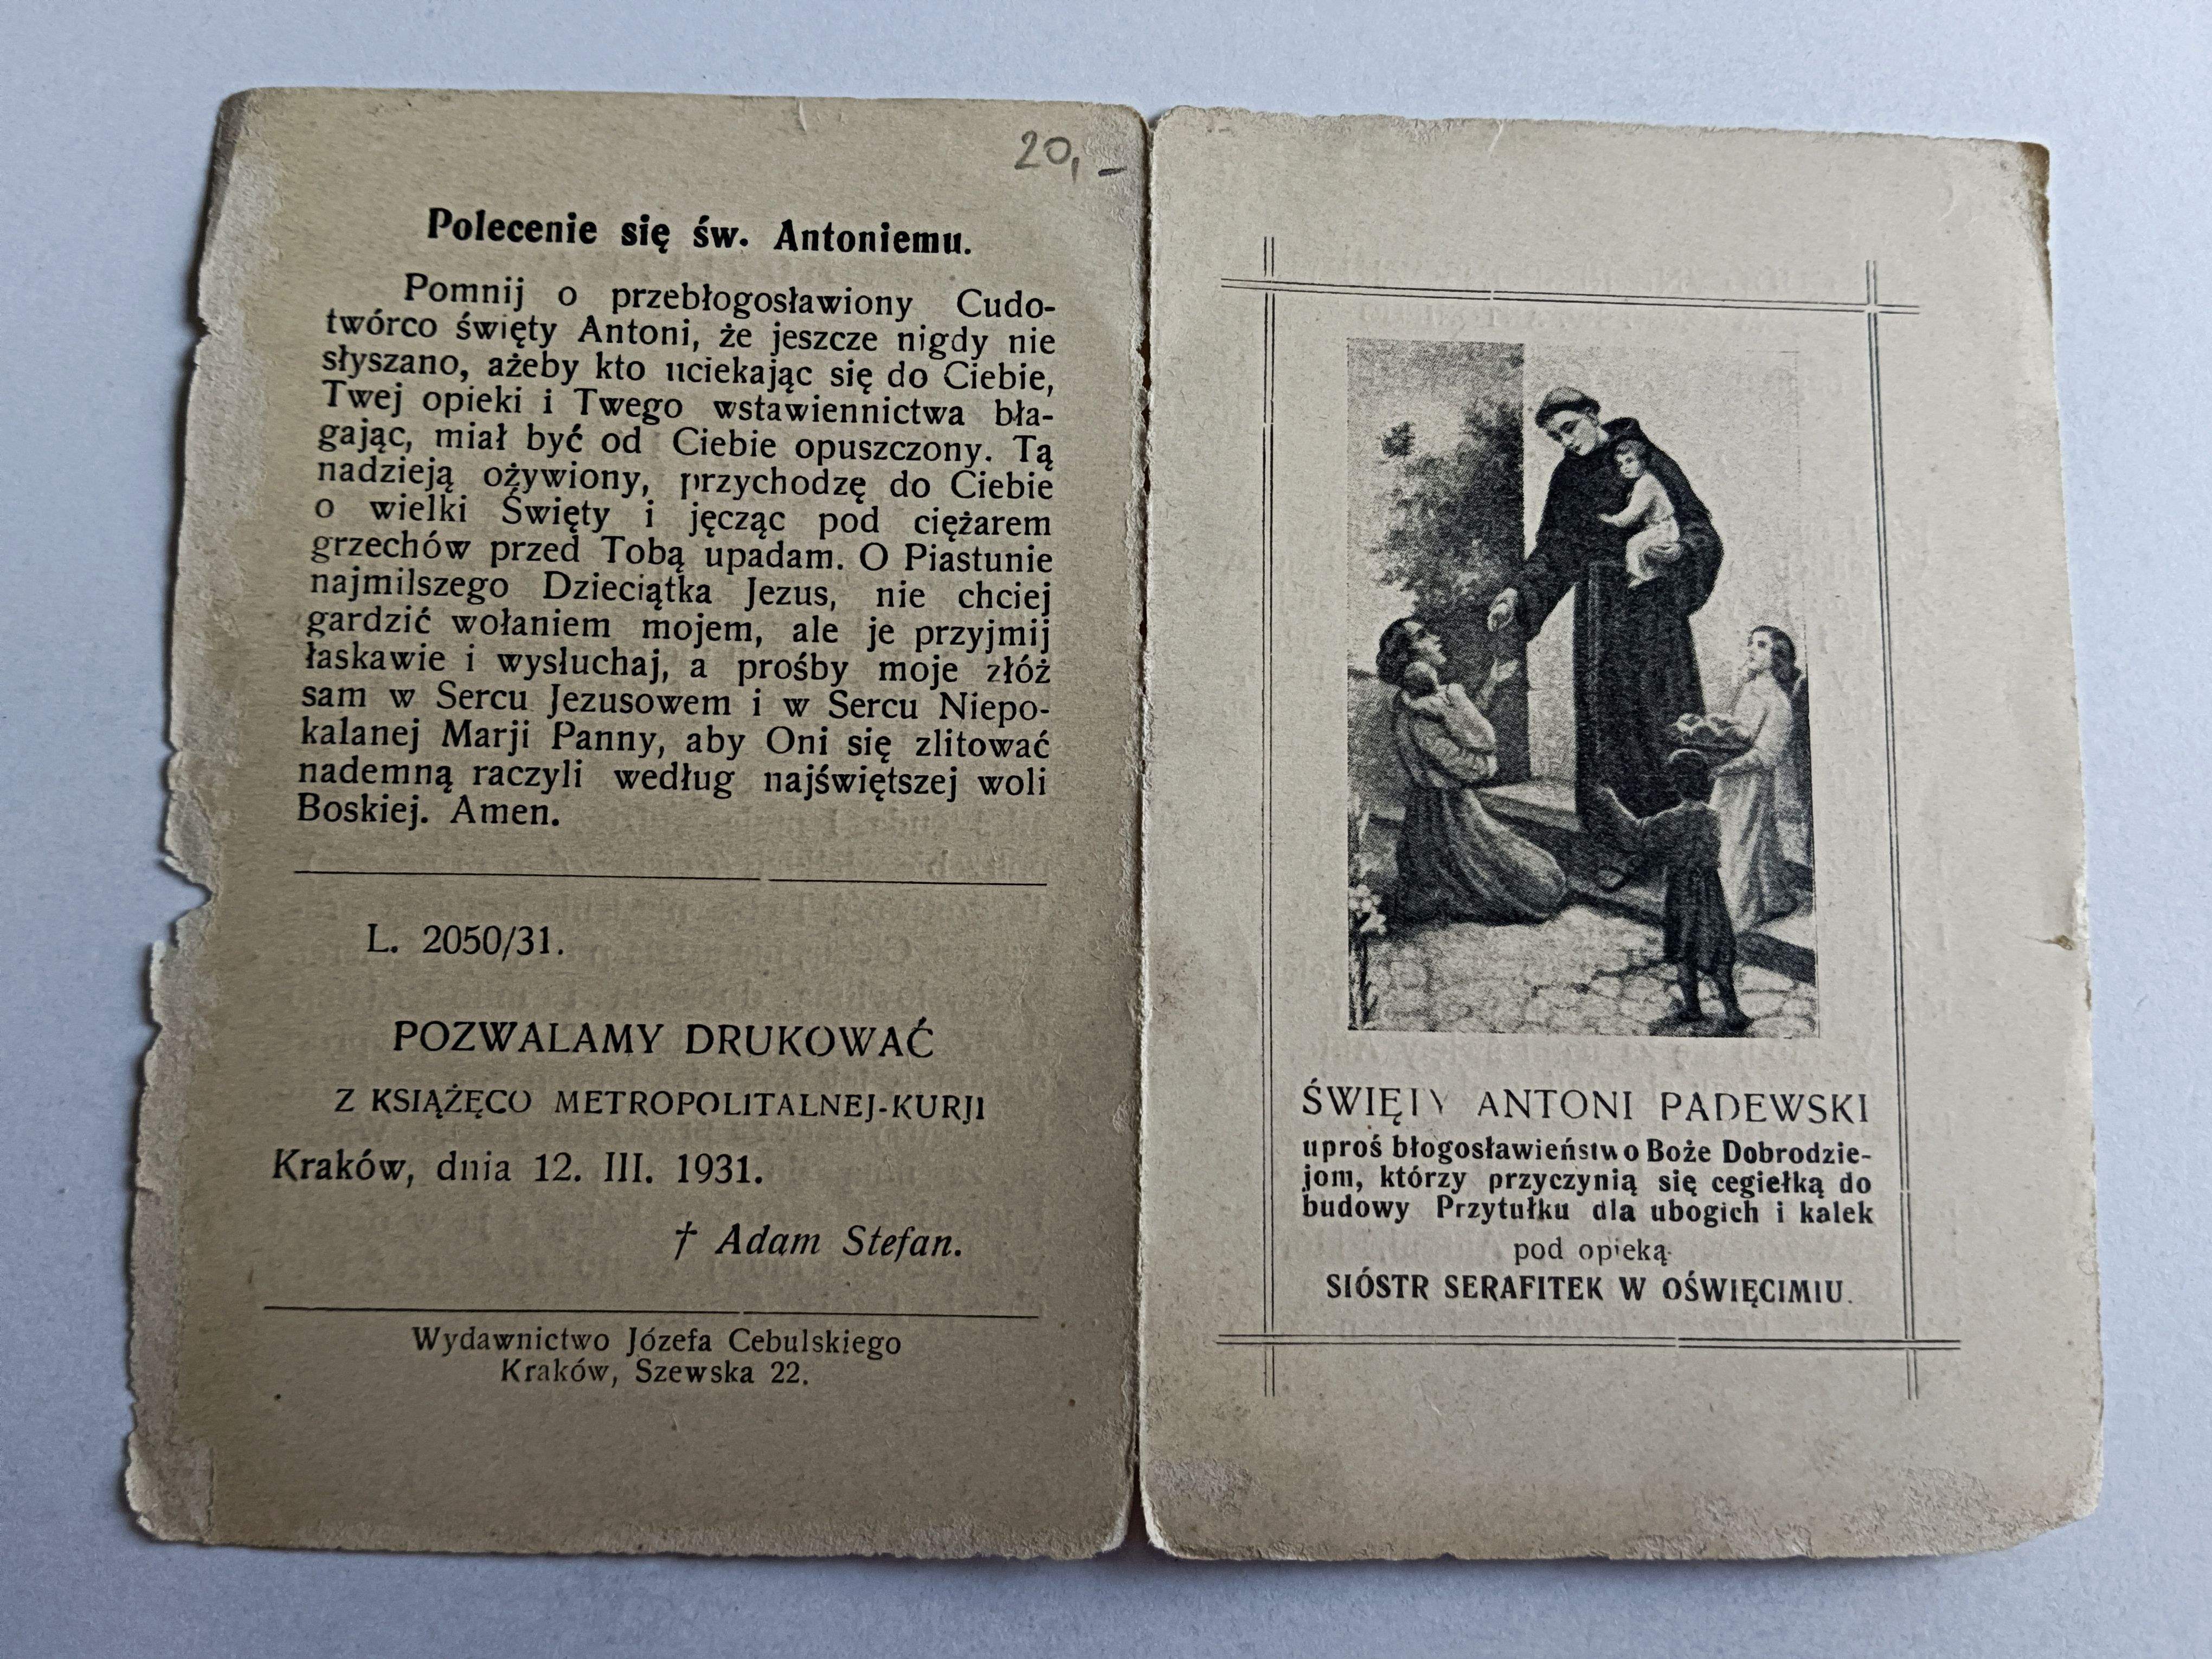 20,-
Polecenie się św. Antoniemu.
Pomnij o przebłogosławiony Cudo-
twórco święty Antoni, że jeszcze nigdy nie
słyszano, ażeby kto uciekając się do Ciebie,
Twej opieki i Twego wstawiennictwa bła-
gając, miał być od Ciebie opuszczony. Tą
nadzieją ożywiony, przychodzę do Ciebie
o wielki Święty i jęcząc pod ciężarem
grzechów przed Tobą upadam. O Piastunie
najmilszego Dzieciątka Jezus, nie chciej
gardzić wołaniem mojem, ale je przyjmij
łaskawie i wysłuchaj, a prośby moje złóż
sam w Sercu Jezusowem i w Sercu Niepo-
kalanej Marji Panny, aby Oni się zlitować
nademną raczyli według najświętszej woli
Boskiej. Amen.
L. 2050/31.
POZWALAMY DRUKOWAĆ
Z KSIĄŻĘCO METROPOLITALNEJ-KURJI
Kraków, dnia 12. III. 1931.
† Adam Stefan.
Wydawnictwo Józefa Cebulskiego
Kraków, Szewska 22.
ŚWIĘTY ANTONI PADEWSKI
uproś błogosławieństwo Boże Dobrodzie-
jom, którzy przyczynią się cegiełką do
budowy Przytułku dla ubogich i kalek
pod opieką
SIÓSTR SERAFITEK W OŚWIĘCIMIU.